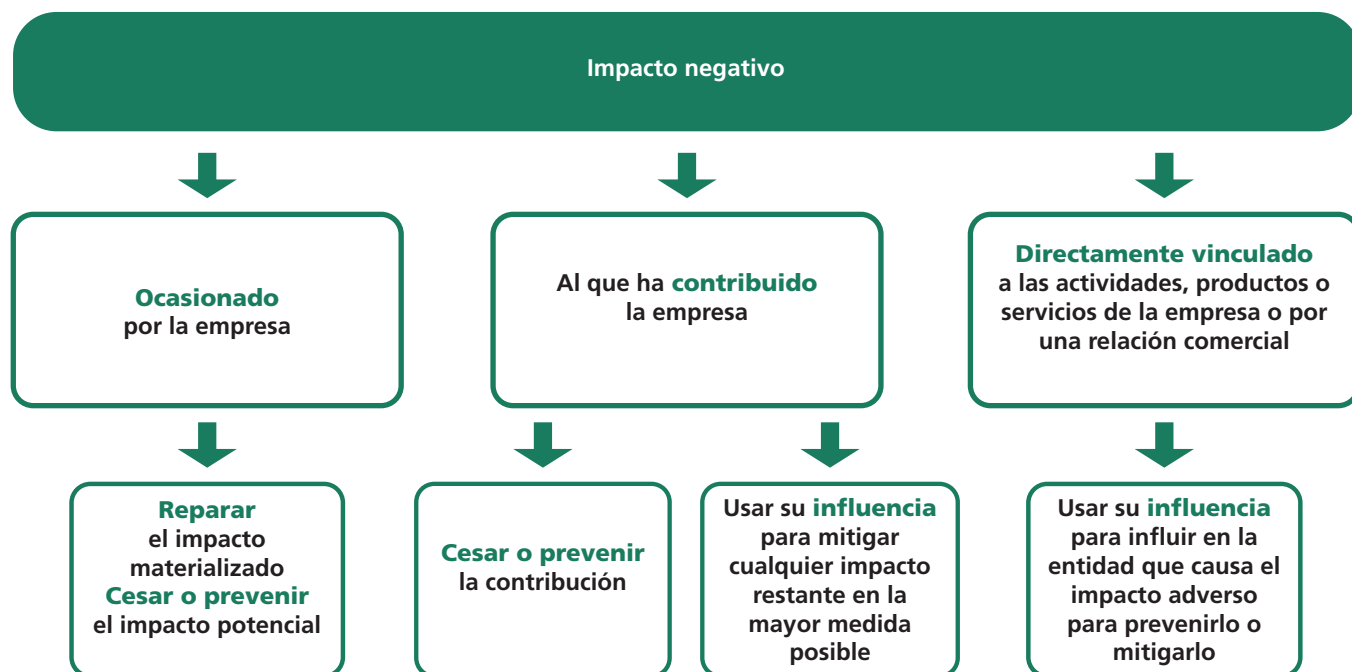 Impacto negativo
Ocasionado
por la empresa
Al que ha contribuido
la empresa
Directamente vinculado
a las actividades, productos o
servicios de la empresa o por
una relación comercial
Reparar
el impacto
materializado
Cesar o prevenir
el impacto potencial
Cesar o prevenir
la contribución
Usar su influencia
para mitigar
cualquier impacto
restante en la
mayor medida
posible
Usar su influencia
para influir en la
entidad que causa el
impacto adverso
para prevenirlo o
mitigarlo